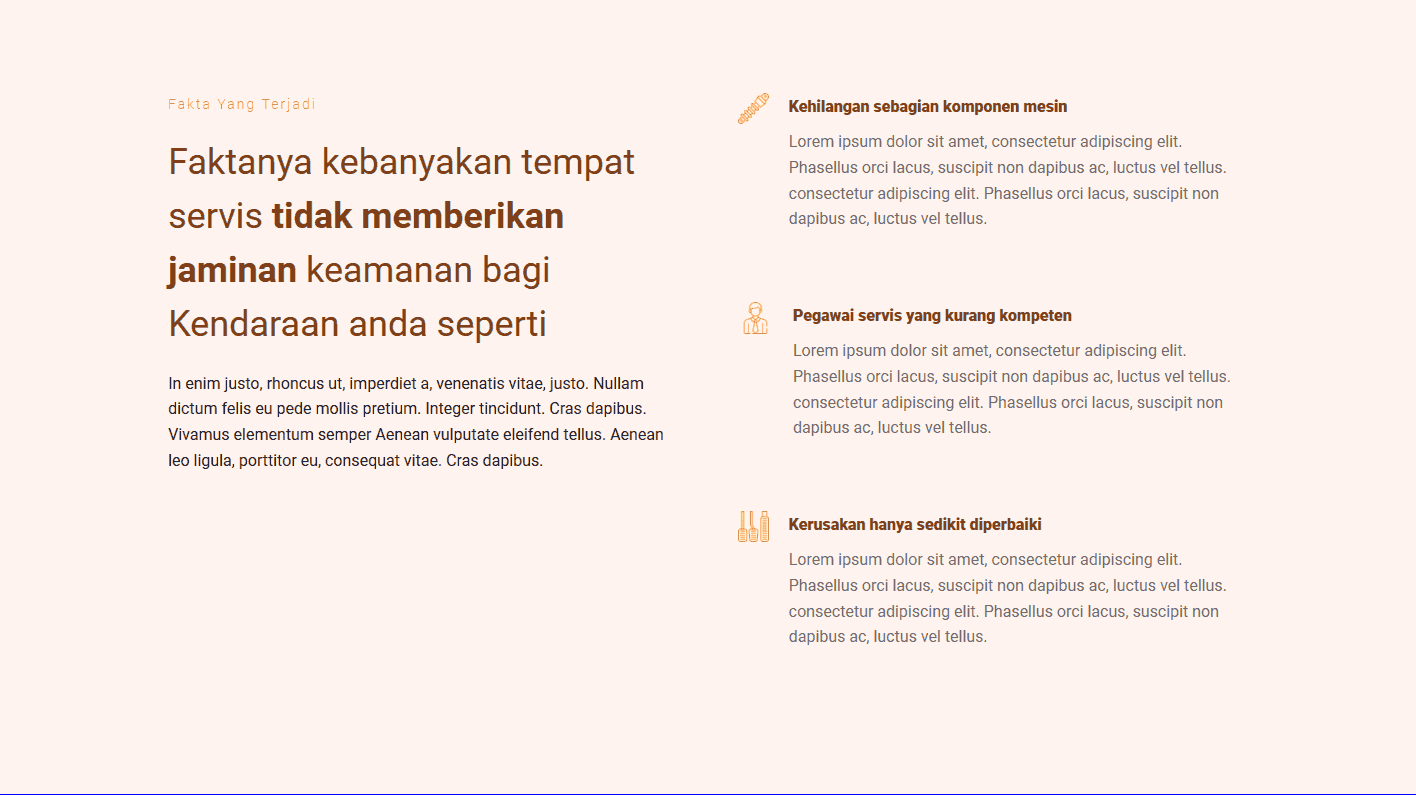 Fakta Yang Terjadi
Faktanya kebanyakan tempat
servis tidak memberikan
jaminan keamanan bagi
Kendaraan anda seperti
In enim justo, rhoncus ut, imperdiet a, venenatis vitae, justo. Nullam
dictum felis eu pede mollis pretium. Integer tincidunt. Cras dapibus.
Vivamus elementum semper Aenean vulputate eleifend tellus. Aenean
leo ligula, porttitor eu, consequat vitae. Cras dapibus.
Kehilangan sebagian komponen mesin
Lorem ipsum dolor sit amet, consectetur adipiscing elit.
Phasellus orci lacus, suscipit non dapibus ac, luctus vel tellus.
consectetur adipiscing elit. Phasellus orci lacus, suscipit non
dapibus ac, luctus vel tellus.
Pegawai servis yang kurang kompeten
Lorem ipsum dolor sit amet, consectetur adipiscing elit.
Phasellus orci lacus, suscipit non dapibus ac, luctus vel tellus.
consectetur adipiscing elit. Phasellus orci lacus, suscipit non
dapibus ac, luctus vel tellus.
Kerusakan hanya sedikit diperbaiki
Lorem ipsum dolor sit amet, consectetur adipiscing elit.
Phasellus orci lacus, suscipit non dapibus ac, luctus vel tellus.
consectetur adipiscing elit. Phasellus orci lacus, suscipit non
dapibus ac, luctus vel tellus.